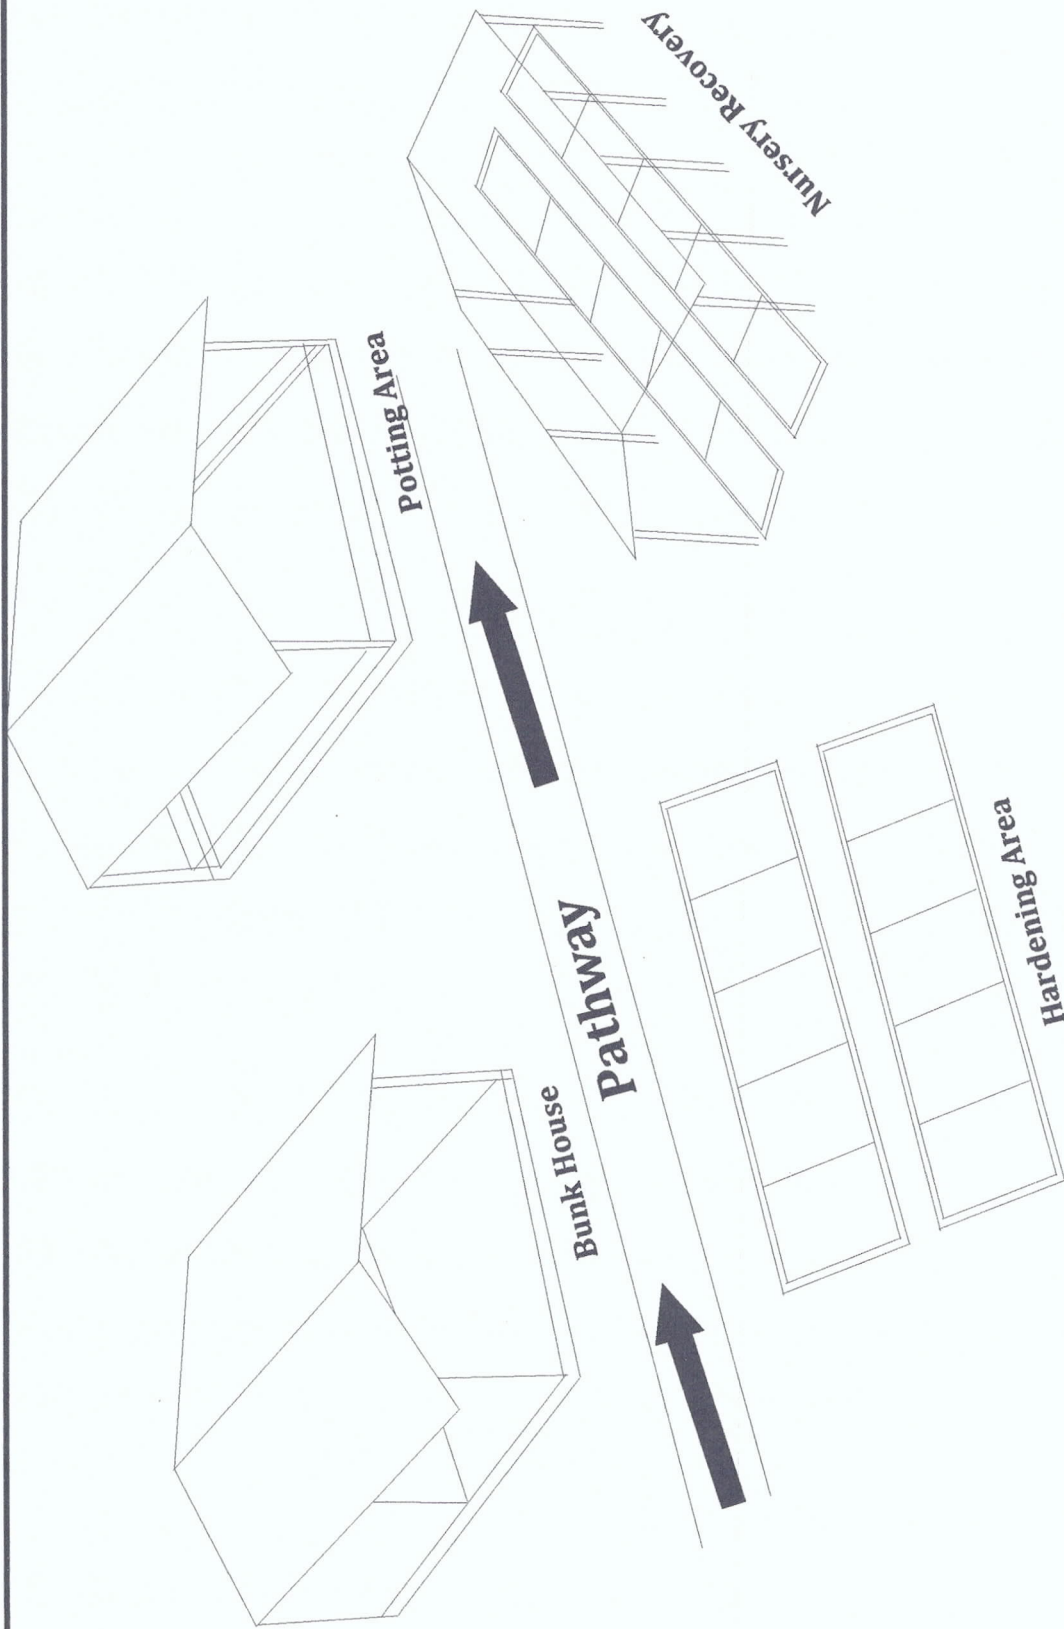 Nursery Recovery
Potting Area
Pathway
Bunk House
Hardening Area